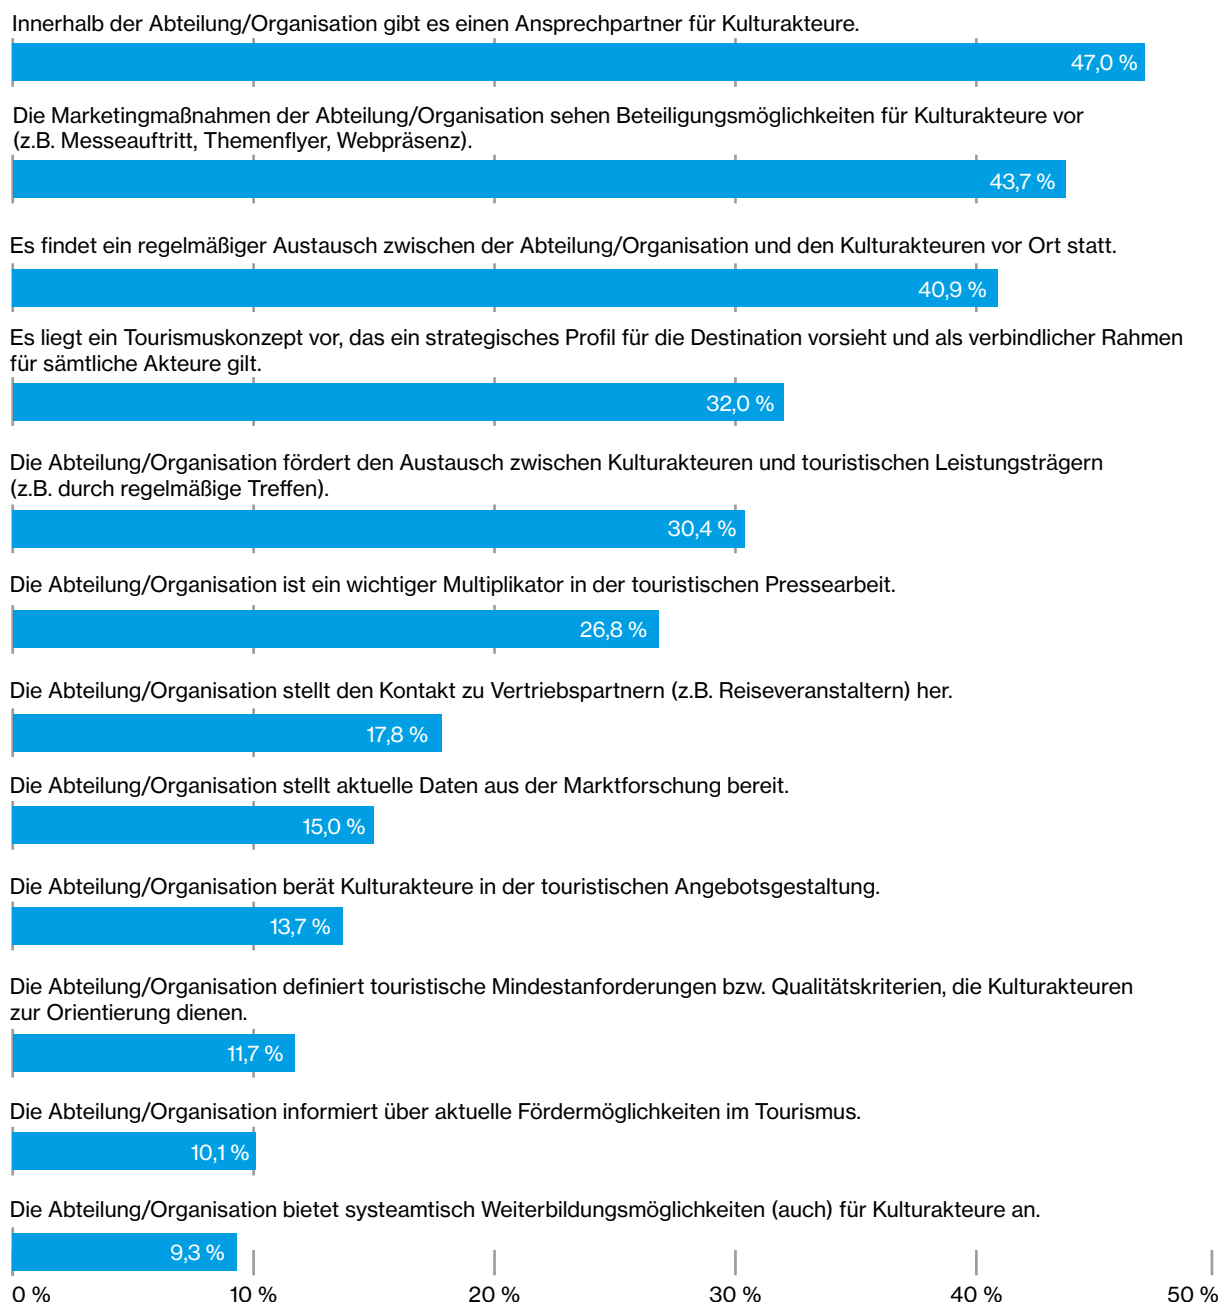 Innerhalb der Abteilung/Organisation gibt es einen Ansprechpartner für Kulturakteure.
47,0 %
Die Marketingmaßnahmen der Abteilung/Organisation sehen Beteiligungsmöglichkeiten für Kulturakteure vor
(z.B. Messeauftritt, Themenflyer, Webpräsenz).
43,7 %
Es findet ein regelmäßiger Austausch zwischen der Abteilung/Organisation und den Kulturakteuren vor Ort statt.
40,9 %
Es liegt ein Tourismuskonzept vor, das ein strategisches Profil für die Destination vorsieht und als verbindlicher Rahmen
für sämtliche Akteure gilt.
32,0 %
Die Abteilung/Organisation fördert den Austausch zwischen Kulturakteuren und touristischen Leistungsträgern
(z.B. durch regelmäßige Treffen).
30,4 %
Die Abteilung/Organisation ist ein wichtiger Multiplikator in der touristischen Pressearbeit.
26,8 %
Die Abteilung/Organisation stellt den Kontakt zu Vertriebspartnern (z.B. Reiseveranstaltern) her.
17,8 %
Die Abteilung/Organisation stellt aktuelle Daten aus der Marktforschung bereit.
15,0 %
Die Abteilung/Organisation berät Kulturakteure in der touristischen Angebotsgestaltung.
13,7 %
Die Abteilung/Organisation definiert touristische Mindestanforderungen bzw. Qualitätskriterien, die Kulturakteuren
zur Orientierung dienen.
11,7 %
Die Abteilung/Organisation informiert über aktuelle Fördermöglichkeiten im Tourismus.
10,1 %
Die Abteilung/Organisation bietet systeamtisch Weiterbildungsmöglichkeiten (auch) für Kulturakteure an.
9,3 %
0 % 10 % 20 % 30 % 40 % 50 %